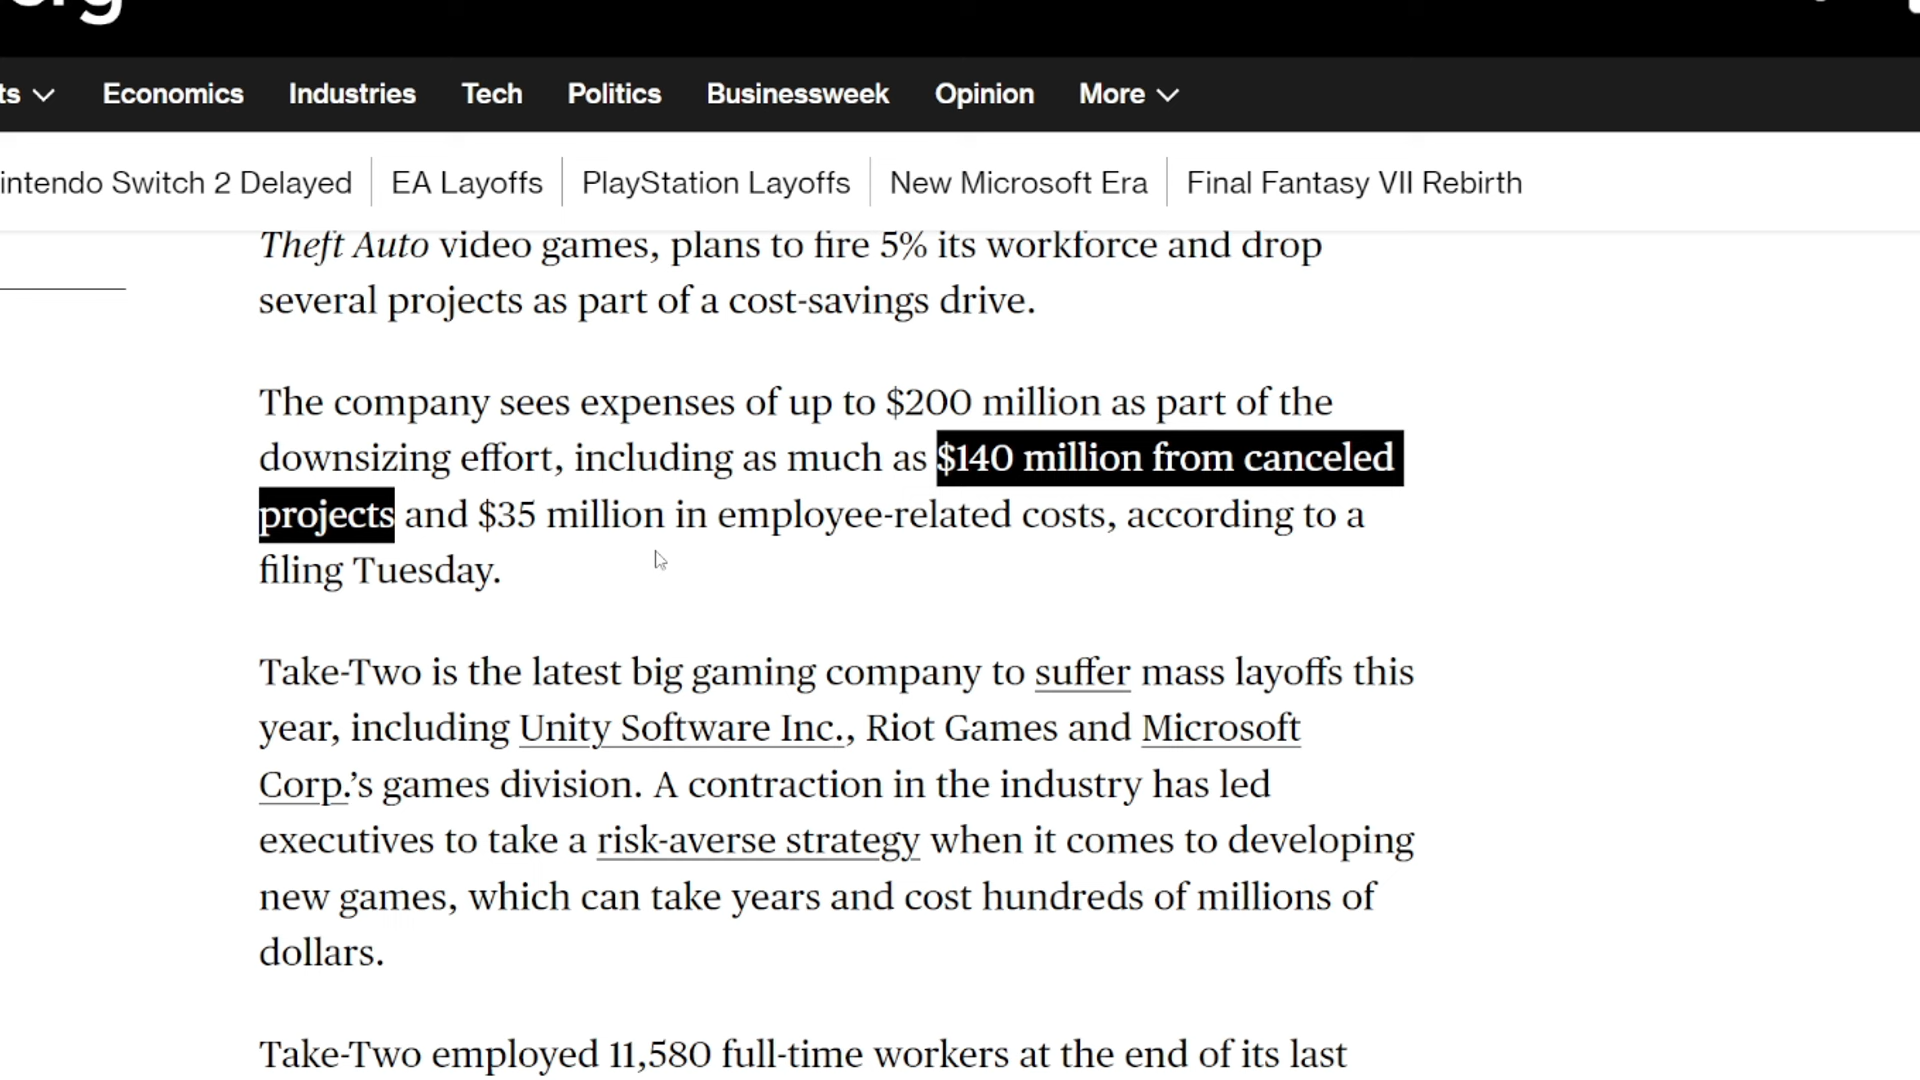 Economics Industries Tech Politics Businessweek Opinion More
intendo Switch 2 Delayed EA Layoffs PlayStation Layoffs New Microsoft Era Final Fantasy VII Rebirth
Theft Auto video games, plans to fire 5% its workforce and drop
several projects as part of a cost-savings drive.
The company sees expenses of up to $200 million as part of the
downsizing effort, including as much as $140 million from canceled
projects and $35 million in employee-related costs, according to a
filing Tuesday.
Take-Two is the latest big gaming company to suffer mass layoffs this
year, including Unity Software Inc., Riot Games and Microsoft
Corp.’s games division. A contraction in the industry has led
executives to take a risk-averse strategy when it comes to developing
new games, which can take years and cost hundreds of millions of
dollars.
Take-Two employed 11,580 full-time workers at the end of its last